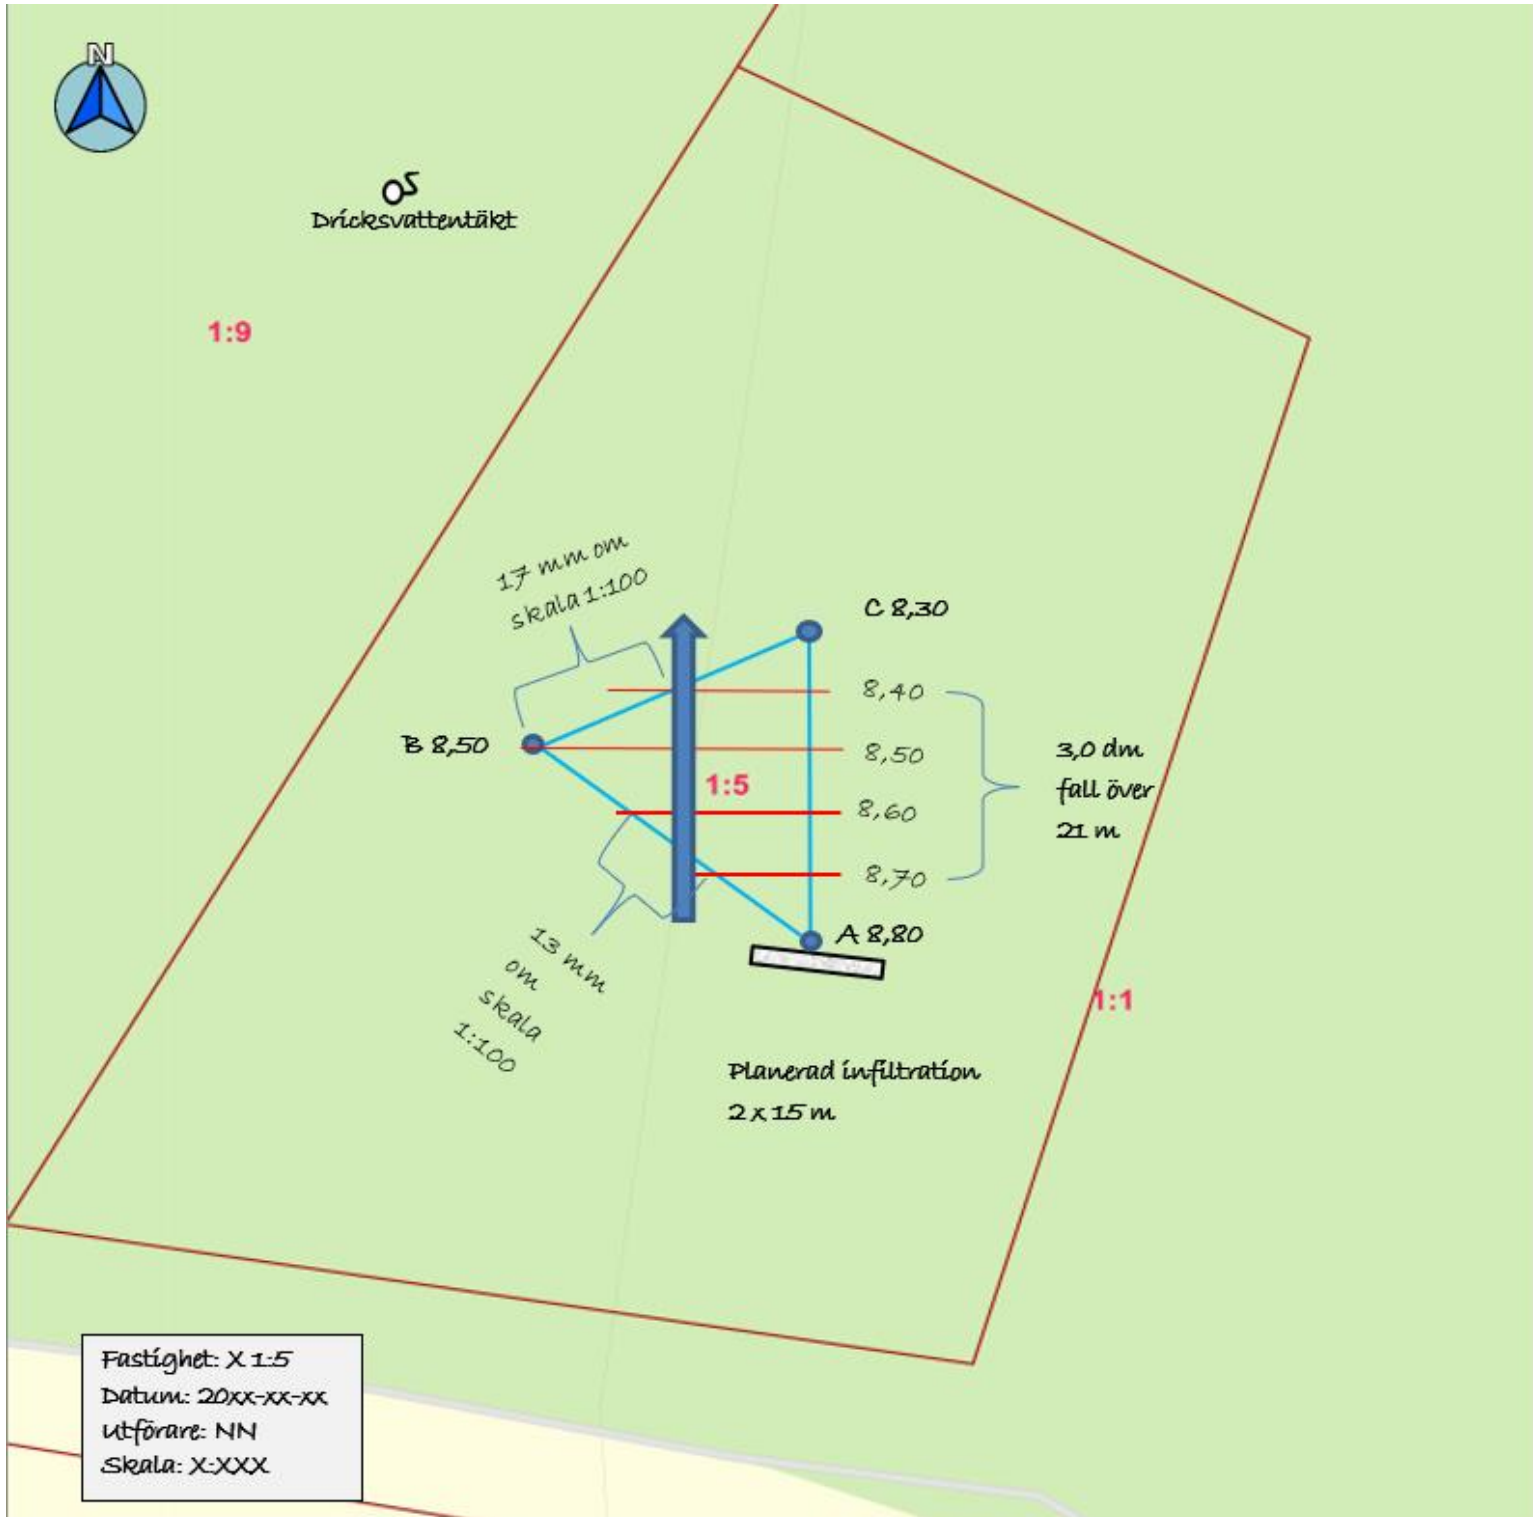 N
Dricksvattentäkt
1:9
17 mm om
skala 1:100
C 8,30
8,40
B 8,50
8,50
3,0 dm
fall över
21 m
1:5
8,60
8,70
A 8,80
13 mm
om
skala
1:100
1:1
Planerad infiltration
2 x 15 m
Fastighet: X 1:5
Datum: 20xx-xx-xx
Utförare: NN
Skala: X:XXX